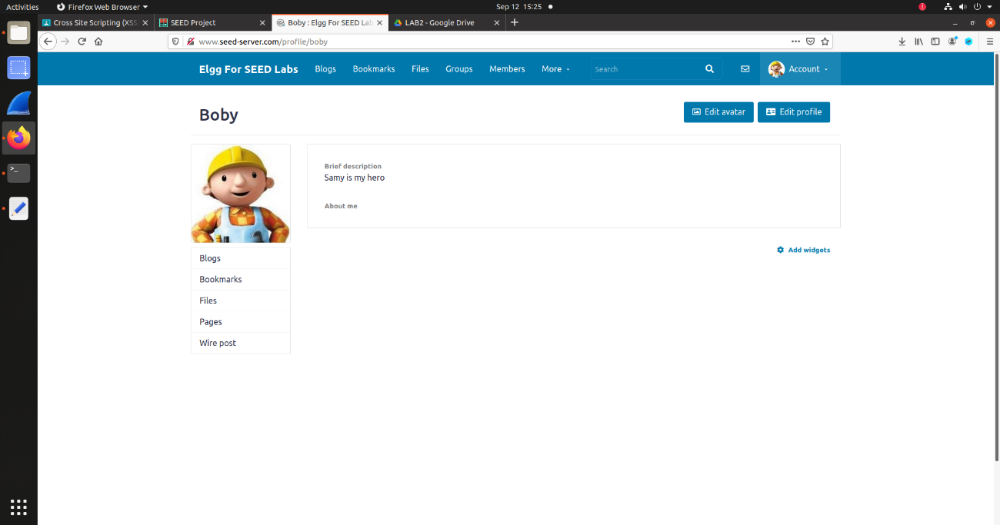 Activities Firefox Web Browser Sep 12 15:25
Cross Site Scripting (XSS SEED Project Boby : Elgg For SEED Lab LAB2 - Google Drive
www.seed-server.com/profile/boby
Elgg For SEED Labs Blogs Bookmarks Files Groups Members More Search Account
Boby Edit avatar Edit profile
Brief description
Samy is my hero
About me
Add widgets
Blogs
Bookmarks
Files
Pages
Wire post